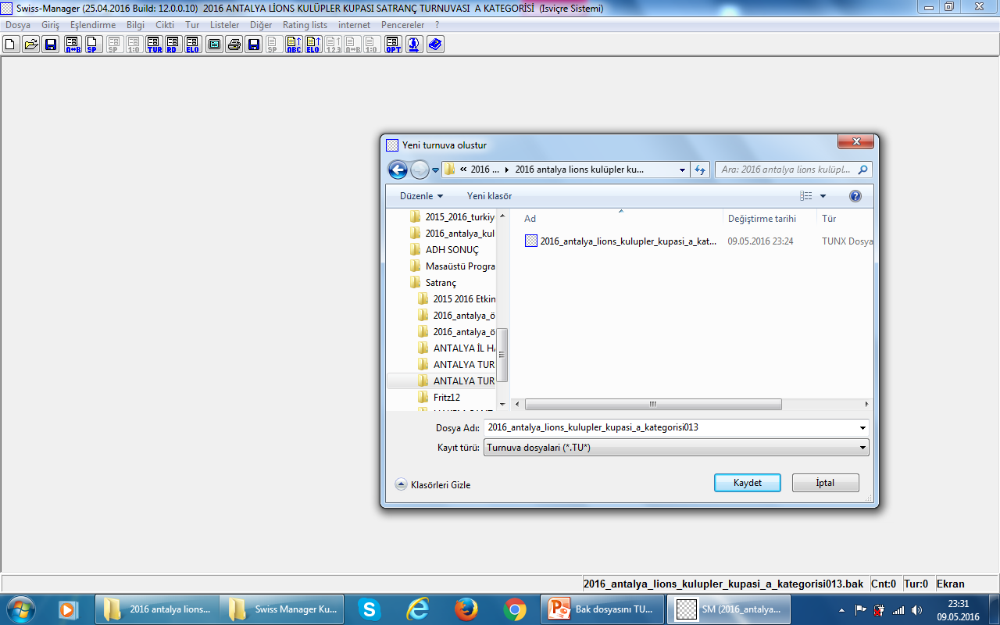 Swiss-Manager (25.04.2016 Build: 12.0.0.10) 2016 ANTALYA LİONS KULÜPLER KUPASI SATRANÇ TURNUVASI A KATEGORİSİ (Isviçre Sistemi)
Dosya Giriş Eşlendirme Bilgi Cikti Tur Listeler Diğer Rating lists internet Pencereler ?
A↔B SP SP 1:0 TUR RD ELO SP ABC ELO 1.2.3 A↔B 1:0 OPT
Yeni turnuva olustur
« 2016 ... 2016 antalya lions kulüpler ku...
Ara: 2016 antalya lions kulüpl...
Düzenle Yeni klasör
Ad Değiştirme tarihi Tür
2015_2016_turkiy
2016_antalya_kul
ADH SONUÇ
Masaüstü Progra
Satranç
2015 2016 Etkin
2016_antalya_ö
2016_antalya_ö
ANTALYA İL HA
ANTALYA TUR
ANTALYA TUR
Fritz12
2016_antalya_lions_kulupler_kupasi_a_kat... 09.05.2016 23:24 TUNX Dosya
Dosya Adı: 2016_antalya_lions_kulupler_kupasi_a_kategorisi013
Kayıt türü: Turnuva dosyalari (*.TU*)
Klasörleri Gizle
Kaydet İptal
2016_antalya_lions_kulupler_kupasi_a_kategorisi013.bak Cnt:0 Tur:0 Ekran
2016 antalya lions... Swiss Manager Ku... Bak dosyasını TU... SM (2016_antalya...
23:31
09.05.2016